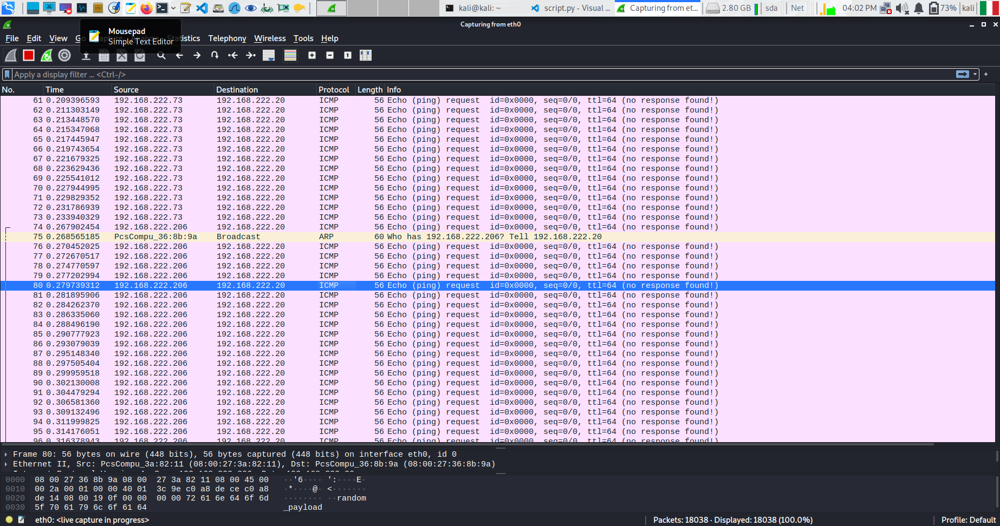 kali@kali: ~
script.py - Visual ...
Capturing from et...
2.80 GB
sda
Net
04:02 PM
73%
kali
Capturing from eth0
Mousepad
Simple Text Editor
File Edit View Telephony Wireless Tools Help
Apply a display filter ... <Ctrl-/>
No. Time Source Destination Protocol Length Info
61 0.209396593 192.168.222.73 192.168.222.20 ICMP 56 Echo (ping) request id=0x0000, seq=0/0, ttl=64 (no response found!)
62 0.211303149 192.168.222.73 192.168.222.20 ICMP 56 Echo (ping) request id=0x0000, seq=0/0, ttl=64 (no response found!)
63 0.213448570 192.168.222.73 192.168.222.20 ICMP 56 Echo (ping) request id=0x0000, seq=0/0, ttl=64 (no response found!)
64 0.215347068 192.168.222.73 192.168.222.20 ICMP 56 Echo (ping) request id=0x0000, seq=0/0, ttl=64 (no response found!)
65 0.217445947 192.168.222.73 192.168.222.20 ICMP 56 Echo (ping) request id=0x0000, seq=0/0, ttl=64 (no response found!)
66 0.219743654 192.168.222.73 192.168.222.20 ICMP 56 Echo (ping) request id=0x0000, seq=0/0, ttl=64 (no response found!)
67 0.221679325 192.168.222.73 192.168.222.20 ICMP 56 Echo (ping) request id=0x0000, seq=0/0, ttl=64 (no response found!)
68 0.223629436 192.168.222.73 192.168.222.20 ICMP 56 Echo (ping) request id=0x0000, seq=0/0, ttl=64 (no response found!)
69 0.225541012 192.168.222.73 192.168.222.20 ICMP 56 Echo (ping) request id=0x0000, seq=0/0, ttl=64 (no response found!)
70 0.227944995 192.168.222.73 192.168.222.20 ICMP 56 Echo (ping) request id=0x0000, seq=0/0, ttl=64 (no response found!)
71 0.229829352 192.168.222.73 192.168.222.20 ICMP 56 Echo (ping) request id=0x0000, seq=0/0, ttl=64 (no response found!)
72 0.231786939 192.168.222.73 192.168.222.20 ICMP 56 Echo (ping) request id=0x0000, seq=0/0, ttl=64 (no response found!)
73 0.233940329 192.168.222.73 192.168.222.20 ICMP 56 Echo (ping) request id=0x0000, seq=0/0, ttl=64 (no response found!)
74 0.267902454 192.168.222.206 192.168.222.20 ICMP 56 Echo (ping) request id=0x0000, seq=0/0, ttl=64 (no response found!)
75 0.268565185 PcsCompu_36:8b:9a Broadcast ARP 60 Who has 192.168.222.206? Tell 192.168.222.20
76 0.270452025 192.168.222.206 192.168.222.20 ICMP 56 Echo (ping) request id=0x0000, seq=0/0, ttl=64 (no response found!)
77 0.272670517 192.168.222.206 192.168.222.20 ICMP 56 Echo (ping) request id=0x0000, seq=0/0, ttl=64 (no response found!)
78 0.274770597 192.168.222.206 192.168.222.20 ICMP 56 Echo (ping) request id=0x0000, seq=0/0, ttl=64 (no response found!)
79 0.277202994 192.168.222.206 192.168.222.20 ICMP 56 Echo (ping) request id=0x0000, seq=0/0, ttl=64 (no response found!)
80 0.279739312 192.168.222.206 192.168.222.20 ICMP 56 Echo (ping) request id=0x0000, seq=0/0, ttl=64 (no response found!)
81 0.281895906 192.168.222.206 192.168.222.20 ICMP 56 Echo (ping) request id=0x0000, seq=0/0, ttl=64 (no response found!)
82 0.284262370 192.168.222.206 192.168.222.20 ICMP 56 Echo (ping) request id=0x0000, seq=0/0, ttl=64 (no response found!)
83 0.286335060 192.168.222.206 192.168.222.20 ICMP 56 Echo (ping) request id=0x0000, seq=0/0, ttl=64 (no response found!)
84 0.288496190 192.168.222.206 192.168.222.20 ICMP 56 Echo (ping) request id=0x0000, seq=0/0, ttl=64 (no response found!)
85 0.290777923 192.168.222.206 192.168.222.20 ICMP 56 Echo (ping) request id=0x0000, seq=0/0, ttl=64 (no response found!)
86 0.293079039 192.168.222.206 192.168.222.20 ICMP 56 Echo (ping) request id=0x0000, seq=0/0, ttl=64 (no response found!)
87 0.295148340 192.168.222.206 192.168.222.20 ICMP 56 Echo (ping) request id=0x0000, seq=0/0, ttl=64 (no response found!)
88 0.297505404 192.168.222.206 192.168.222.20 ICMP 56 Echo (ping) request id=0x0000, seq=0/0, ttl=64 (no response found!)
89 0.299959518 192.168.222.206 192.168.222.20 ICMP 56 Echo (ping) request id=0x0000, seq=0/0, ttl=64 (no response found!)
90 0.302130008 192.168.222.206 192.168.222.20 ICMP 56 Echo (ping) request id=0x0000, seq=0/0, ttl=64 (no response found!)
91 0.304479294 192.168.222.206 192.168.222.20 ICMP 56 Echo (ping) request id=0x0000, seq=0/0, ttl=64 (no response found!)
92 0.306581360 192.168.222.206 192.168.222.20 ICMP 56 Echo (ping) request id=0x0000, seq=0/0, ttl=64 (no response found!)
93 0.309132496 192.168.222.206 192.168.222.20 ICMP 56 Echo (ping) request id=0x0000, seq=0/0, ttl=64 (no response found!)
94 0.311999825 192.168.222.206 192.168.222.20 ICMP 56 Echo (ping) request id=0x0000, seq=0/0, ttl=64 (no response found!)
95 0.314176051 192.168.222.206 192.168.222.20 ICMP 56 Echo (ping) request id=0x0000, seq=0/0, ttl=64 (no response found!)
96 0.316378943 192.168.222.206 192.168.222.20 ICMP 56 Echo (ping) request id=0x0000, seq=0/0, ttl=64 (no response found!)
Frame 80: 56 bytes on wire (448 bits), 56 bytes captured (448 bits) on interface eth0, id 0
Ethernet II, Src: PcsCompu_3a:82:11 (08:00:27:3a:82:11), Dst: PcsCompu_36:8b:9a (08:00:27:36:8b:9a)
0000 08 00 27 36 8b 9a 08 00 27 3a 82 11 08 00 45 00 ··'6···· ':····E·
0010 00 2a 00 01 00 00 40 01 3c 9e c0 a8 de ce c0 a8 ·*····@· <·······
0020 de 14 08 00 19 0f 00 00 00 00 72 61 6e 64 6f 6d ········ ··random
0030 5f 70 61 79 6c 6f 61 64 _payload
eth0: <live capture in progress>
Packets: 18038 · Displayed: 18038 (100.0%)
Profile: Default